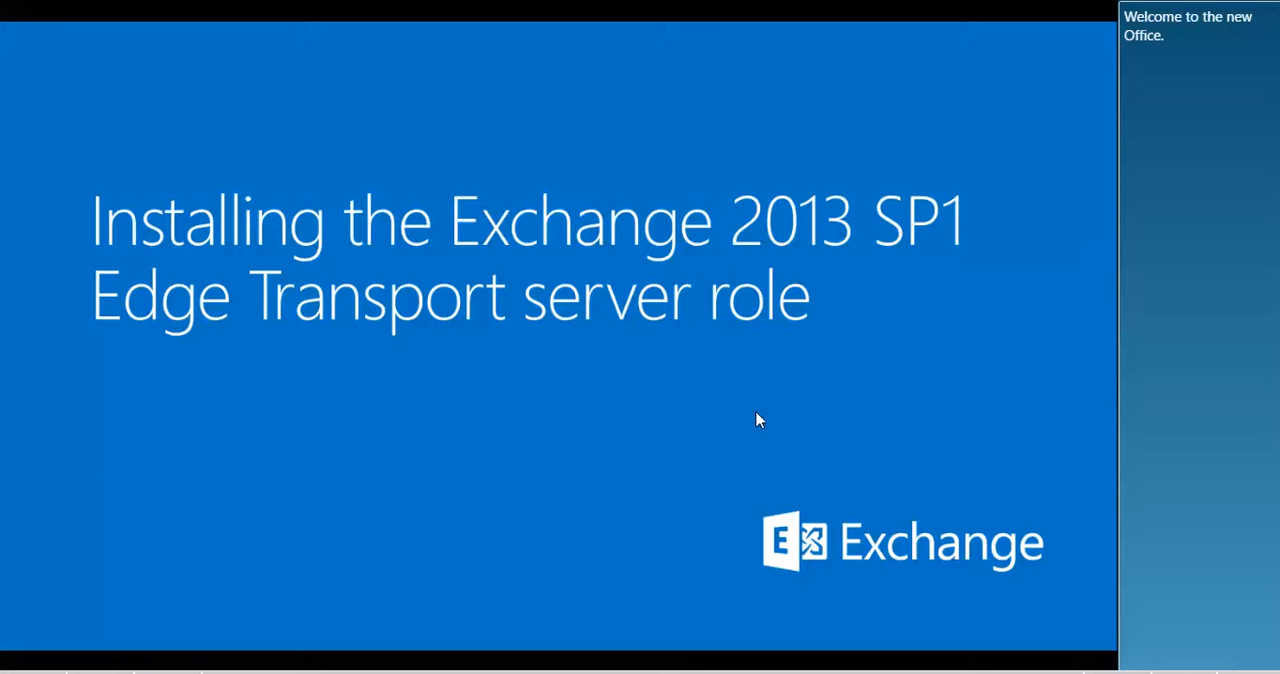 Welcome to the new
Office.
Installing the Exchange 2013 SP1
Edge Transport server role
E Exchange